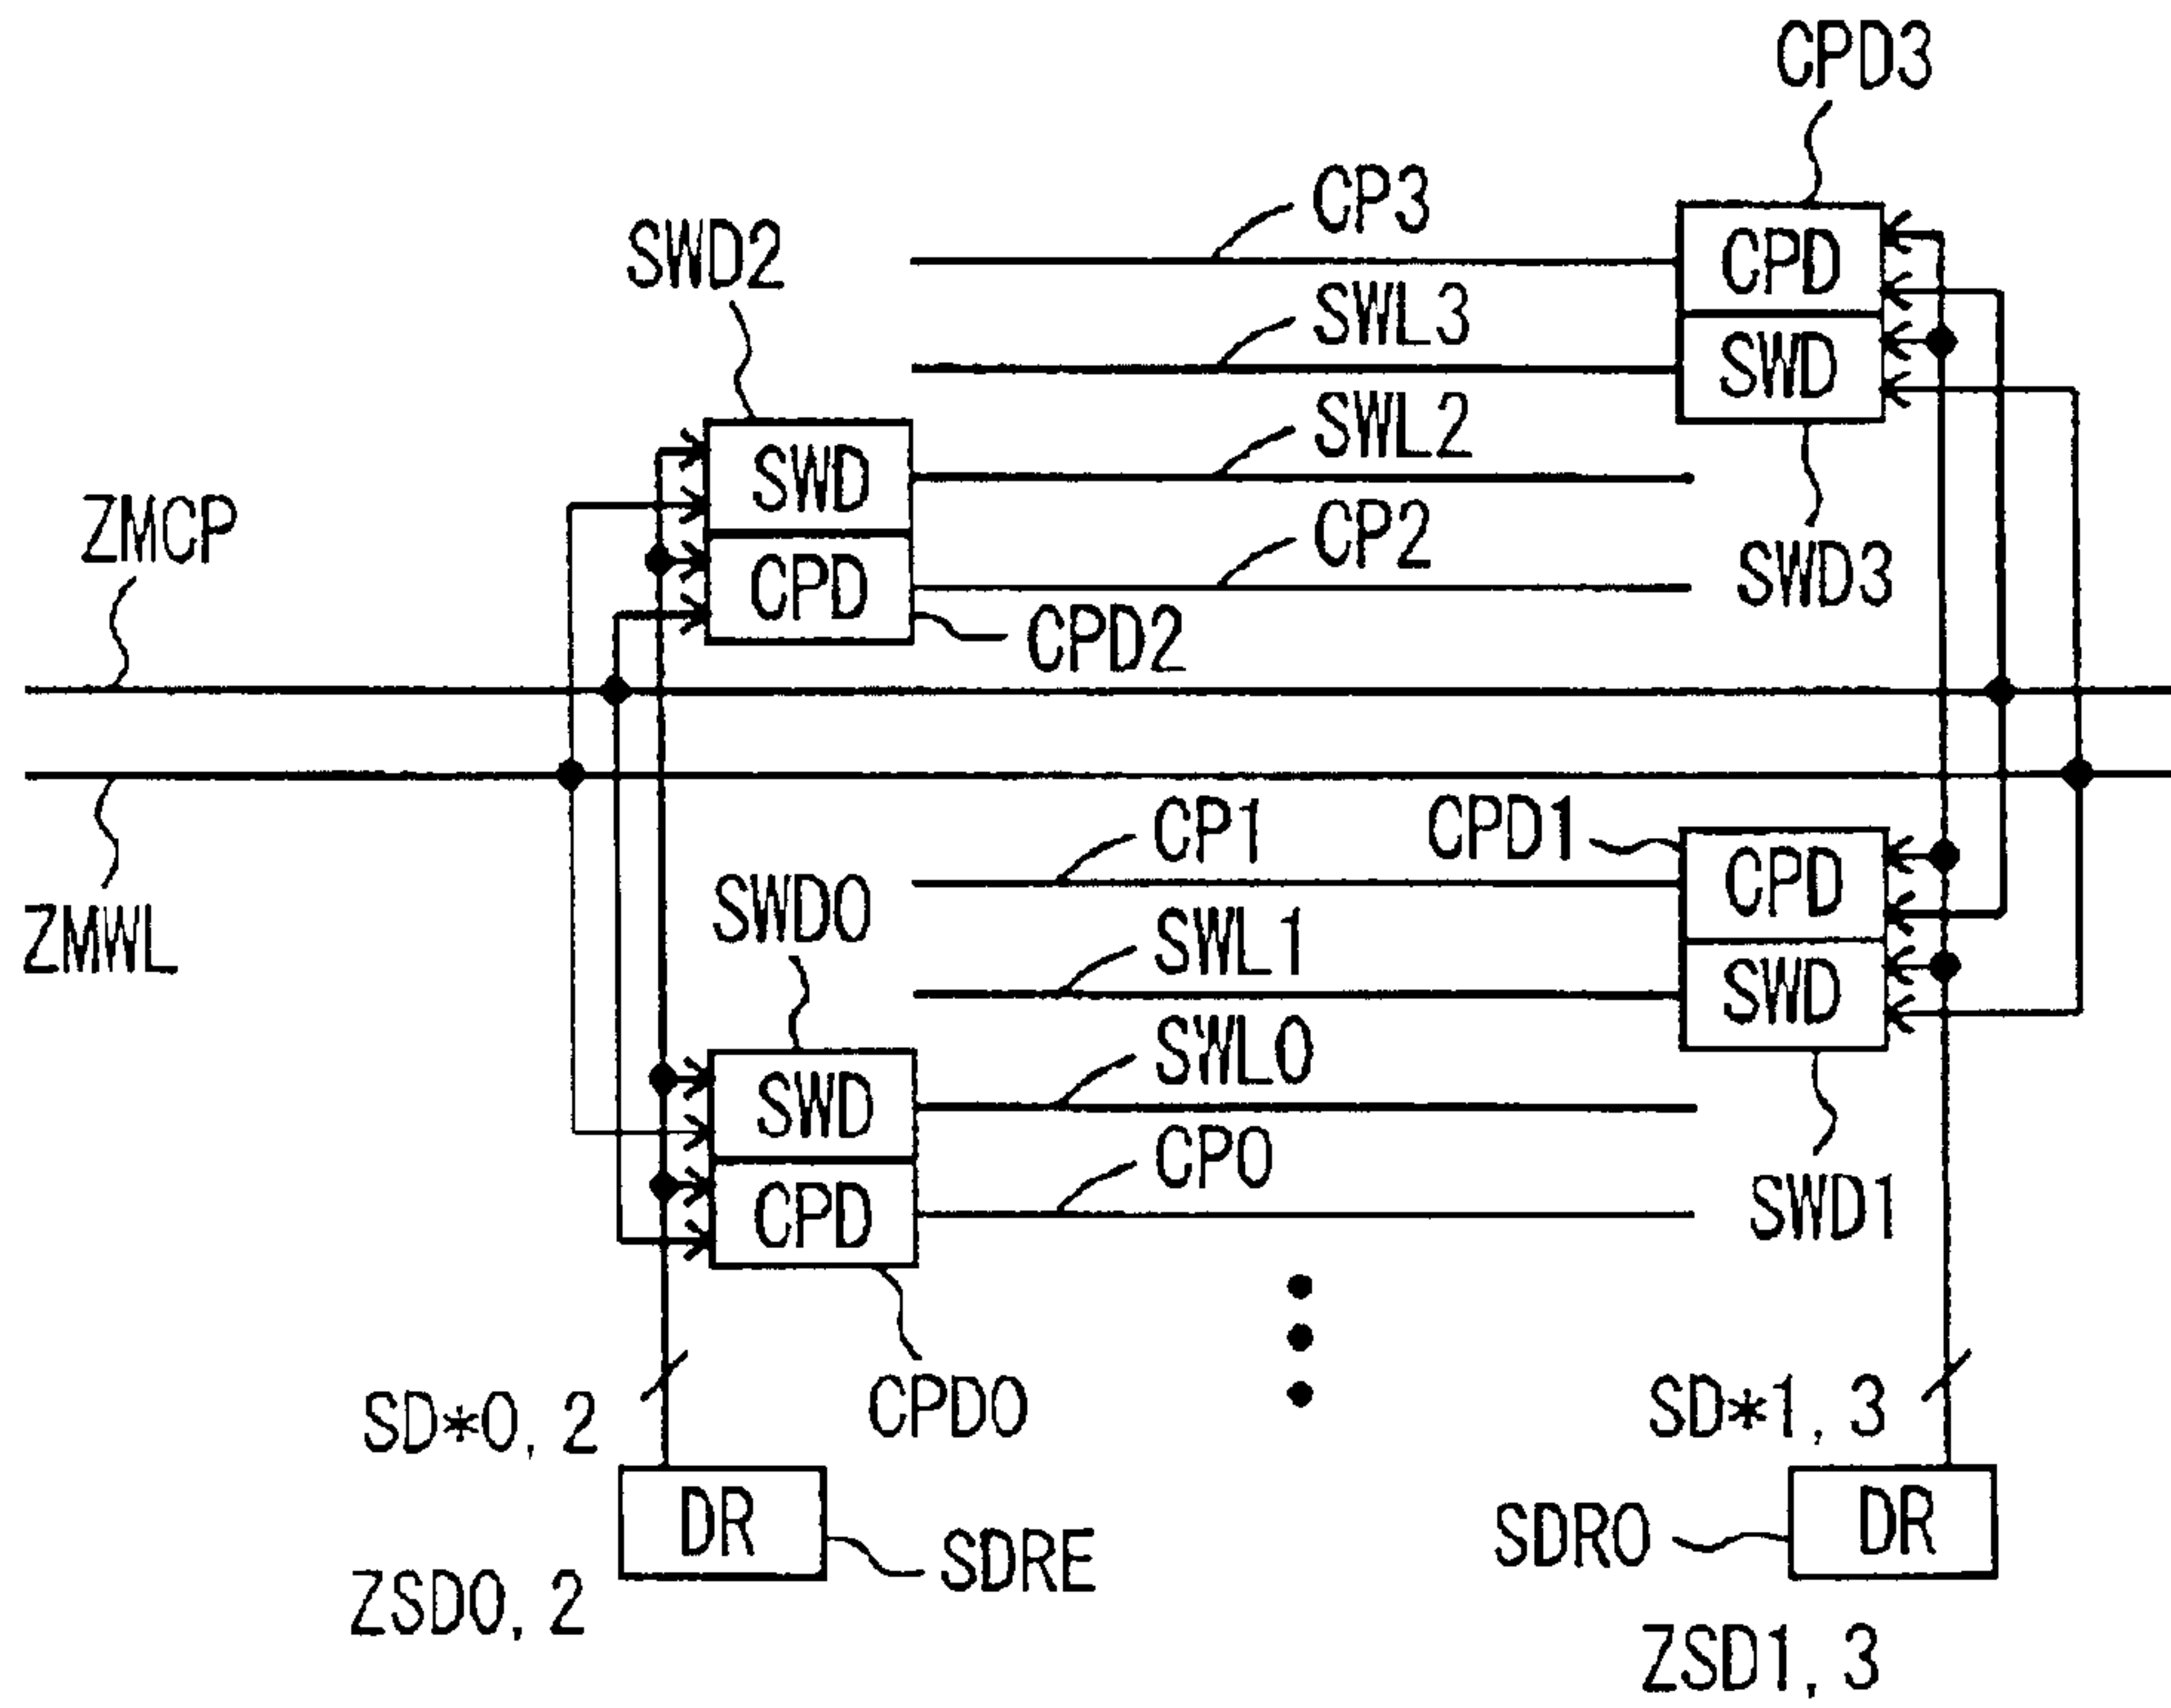 CPD3
CP3
SWD2
CPD
SWL3
SWD
SWL2
SWD
ZMCP
CP2
CPD
SWD3
CPD2
CP1
CPD1
CPD
SWD0
ZMWL
SWL1
SWD
SWL0
SWD
CP0
SWD1
CPD
CPD0
SD*0, 2
SD*1, 3
DR
SDRE
SDRO
DR
ZSD0, 2
ZSD1, 3